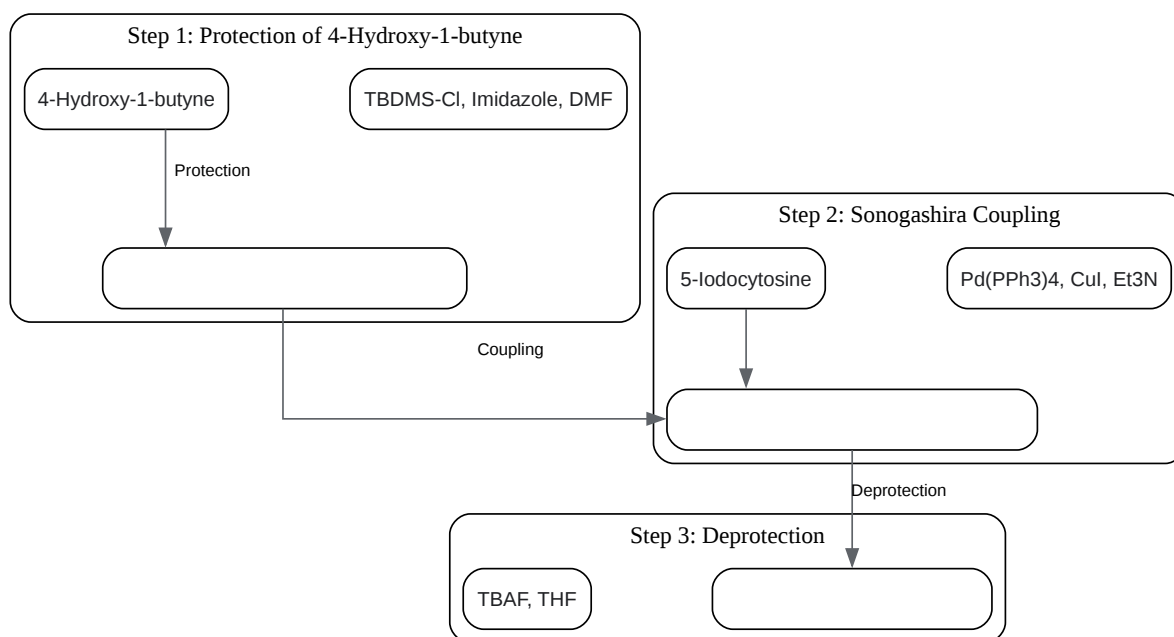 Step 1: Protection of 4-Hydroxy-1-butyne
4-Hydroxy-1-butyne
TBDMS-Cl, Imidazole, DMF
Protection
Step 2: Sonogashira Coupling
5-Iodocytosine
Pd(PPh3)4, CuI, Et3N
Coupling
Deprotection
Step 3: Deprotection
TBAF, THF